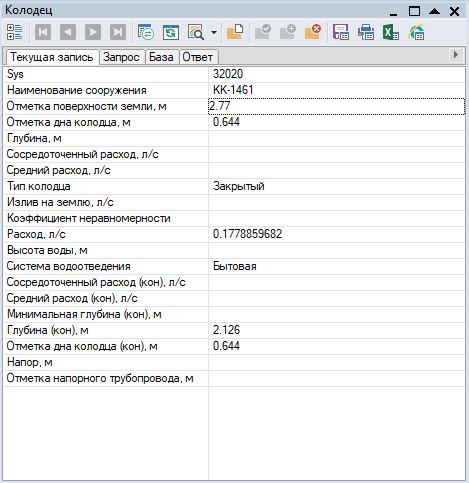 Колодец
Текущая запись Запрос База Ответ
Sys 32020
Наименование сооружения КК-1461
Отметка поверхности земли, м 2.77
Отметка дна колодца, м 0.644
Глубина, м
Сосредоточенный расход, л/с
Средний расход, л/с
Тип колодца Закрытый
Излив на землю, л/с
Коэффициент неравномерности
Расход, л/с 0.1778859682
Высота воды, м
Система водоотведения Бытовая
Сосредоточенный расход (кон), л/с
Средний расход (кон), л/с
Минимальная глубина (кон), м
Глубина (кон), м 2.126
Отметка дна колодца (кон), м 0.644
Напор, м
Отметка напорного трубопровода, м